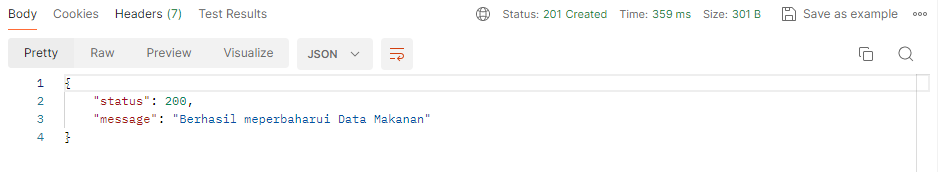 Body Cookies Headers (7) Test Results Status: 201 Created Time: 359 ms Size: 301 B Save as example
Pretty Raw Preview Visualize JSON
1 {
2 "status": 200,
3 "message": "Berhasil meperbaharui Data Makanan"
4 }